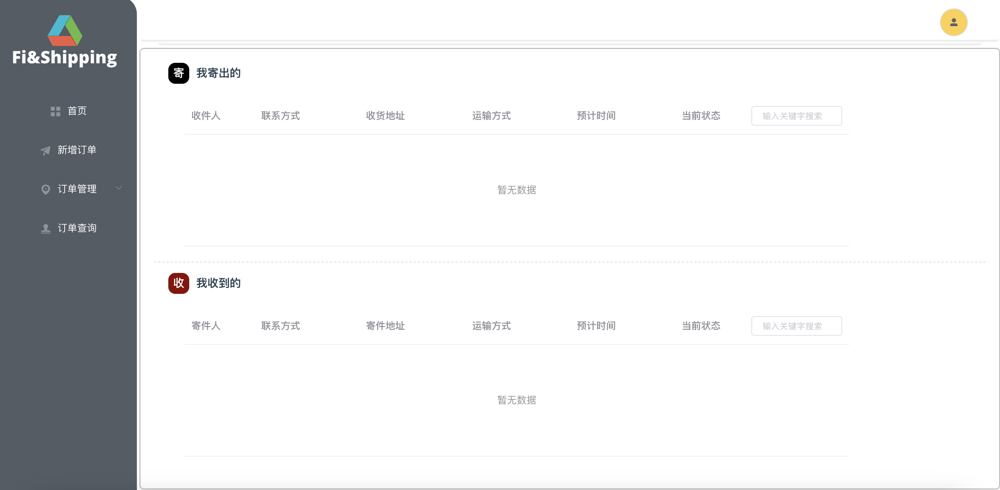 Fi&Shipping
首页
新增订单
订单管理
订单查询
寄 我寄出的
收件人 联系方式 收货地址 运输方式 预计时间 当前状态 输入关键字搜索
暂无数据
收 我收到的
寄件人 联系方式 寄件地址 运输方式 预计时间 当前状态 输入关键字搜索
暂无数据